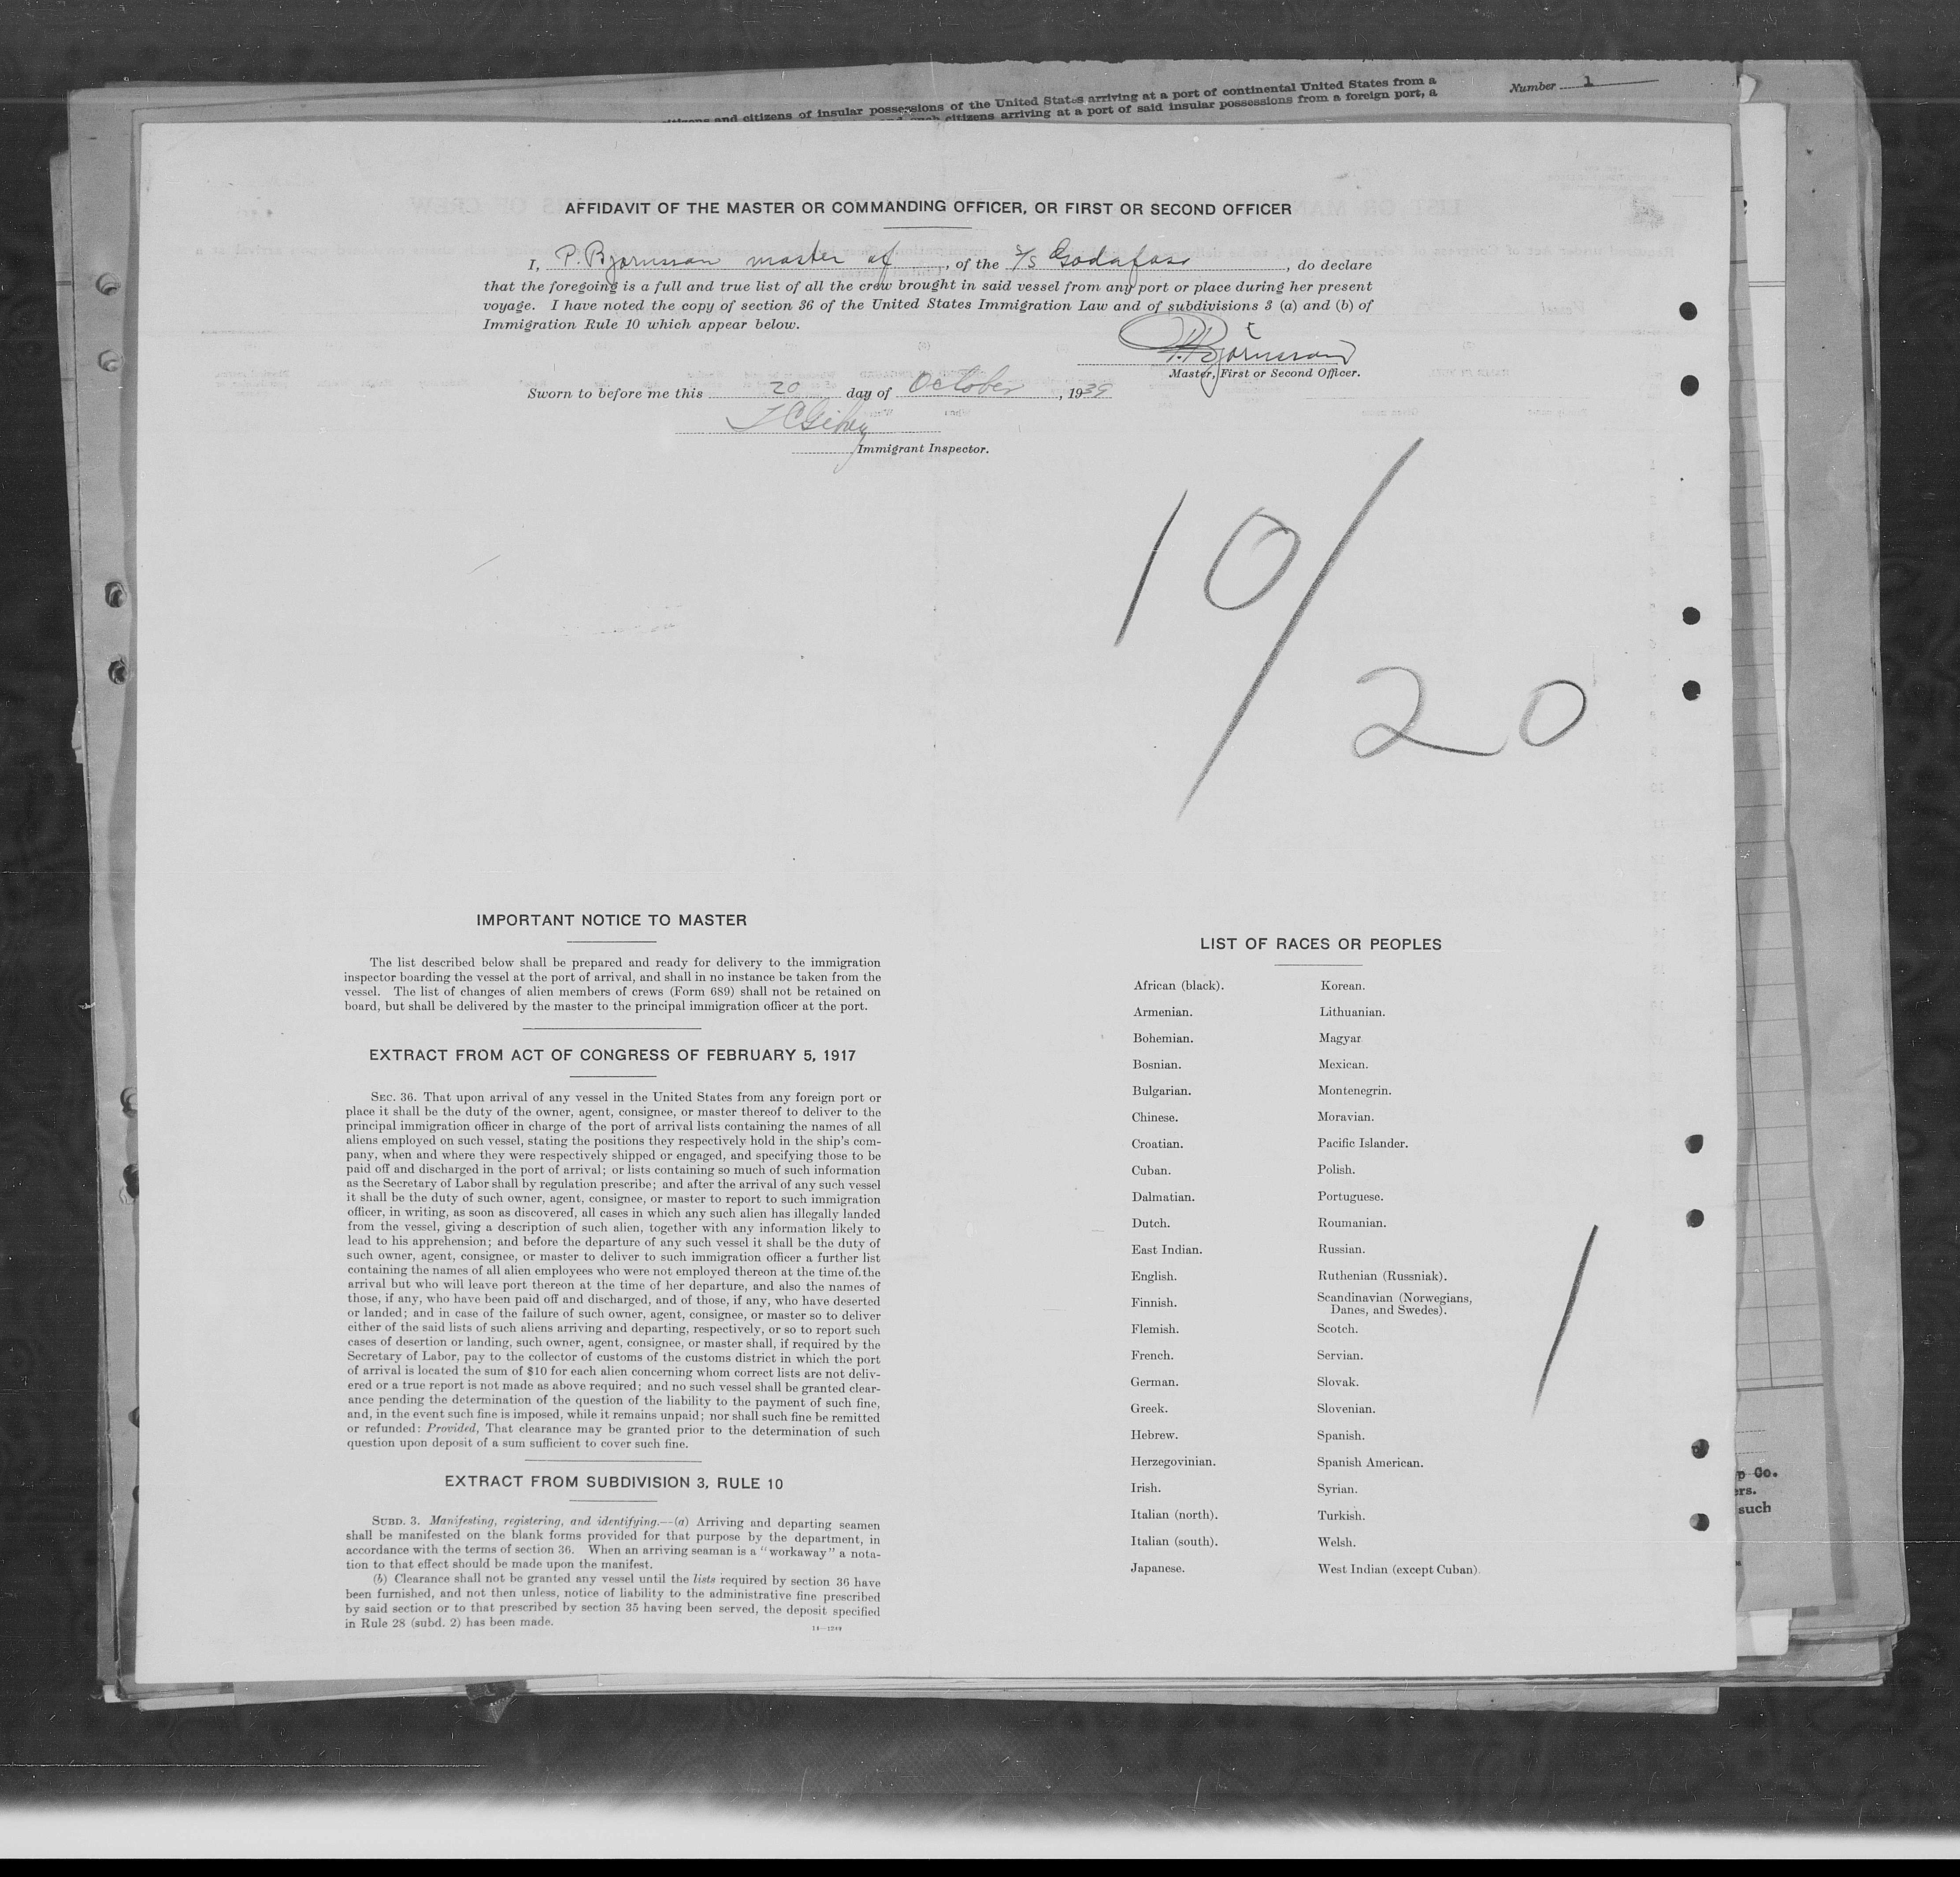 citizens and citizens of insular possessions of the United States arriving at a port of continental United States from a
such citizens arriving at a port of said insular possessions from a foreign port, a
Number 1
AFFIDAVIT OF THE MASTER OR COMMANDING OFFICER, OR FIRST OR SECOND OFFICER
I, P. Bjornsson master of, of the S/S Godafoss, do declare
that the foregoing is a full and true list of all the crew brought in said vessel from any port or place during her present
voyage. I have noted the copy of section 36 of the United States Immigration Law and of subdivisions 3 (a) and (b) of
Immigration Rule 10 which appear below.
P. Björnsson
Master, First or Second Officer.
Sworn to before me this 20 day of October, 1939
Immigrant Inspector.
10/20
IMPORTANT NOTICE TO MASTER
The list described below shall be prepared and ready for delivery to the immigration
inspector boarding the vessel at the port of arrival, and shall in no instance be taken from the
vessel. The list of changes of alien members of crews (Form 689) shall not be retained on
board, but shall be delivered by the master to the principal immigration officer at the port.
EXTRACT FROM ACT OF CONGRESS OF FEBRUARY 5, 1917
SEC. 36. That upon arrival of any vessel in the United States from any foreign port or
place it shall be the duty of the owner, agent, consignee, or master thereof to deliver to the
principal immigration officer in charge of the port of arrival lists containing the names of all
aliens employed on such vessel, stating the positions they respectively hold in the ship's com-
pany, when and where they were respectively shipped or engaged, and specifying those to be
paid off and discharged in the port of arrival; or lists containing so much of such information
as the Secretary of Labor shall by regulation prescribe; and after the arrival of any such vessel
it shall be the duty of such owner, agent, consignee, or master to report to such immigration
officer, in writing, as soon as discovered, all cases in which any such alien has illegally landed
from the vessel, giving a description of such alien, together with any information likely to
lead to his apprehension; and before the departure of any such vessel it shall be the duty of
such owner, agent, consignee, or master to deliver to such immigration officer a further list
containing the names of all alien employees who were not employed thereon at the time of the
arrival but who will leave port thereon at the time of her departure, and also the names of
those, if any, who have been paid off and discharged, and of those, if any, who have deserted
or landed; and in case of the failure of such owner, agent, consignee, or master so to deliver
either of the said lists of such aliens arriving and departing, respectively, or so to report such
cases of desertion or landing, such owner, agent, consignee, or master shall, if required by the
Secretary of Labor, pay to the collector of customs of the customs district in which the port
of arrival is located the sum of $10 for each alien concerning whom correct lists are not deliv-
ered or a true report is not made as above required; and no such vessel shall be granted clear-
ance pending the determination of the question of the liability to the payment of such fine,
and, in the event such fine is imposed, while it remains unpaid; nor shall such fine be remitted
or refunded: Provided, That clearance may be granted prior to the determination of such
question upon deposit of a sum sufficient to cover such fine.
EXTRACT FROM SUBDIVISION 3, RULE 10
SUBD. 3. Manifesting, registering, and identifying.—(a) Arriving and departing seamen
shall be manifested on the blank forms provided for that purpose by the department, in
accordance with the terms of section 36. When an arriving seaman is a "workaway" a nota-
tion to that effect should be made upon the manifest.
(b) Clearance shall not be granted any vessel until the lists required by section 36 have
been furnished, and not then unless, notice of liability to the administrative fine prescribed
by said section or to that prescribed by section 35 having been served, the deposit specified
in Rule 28 (subd. 2) has been made.
14—1249
LIST OF RACES OR PEOPLES
African (black). Korean.
Armenian. Lithuanian.
Bohemian. Magyar
Bosnian. Mexican.
Bulgarian. Montenegrin.
Chinese. Moravian.
Croatian. Pacific Islander.
Cuban. Polish.
Dalmatian. Portuguese.
Dutch. Roumanian.
East Indian. Russian.
English. Ruthenian (Russniak).
Finnish. Scandinavian (Norwegians,
Danes, and Swedes).
Flemish. Scotch.
French. Servian.
German. Slovak.
Greek. Slovenian.
Hebrew. Spanish.
Herzegovinian. Spanish American.
Irish. Syrian.
Italian (north). Turkish.
Italian (south). Welsh.
Japanese. West Indian (except Cuban).
p Co.
ers.
such